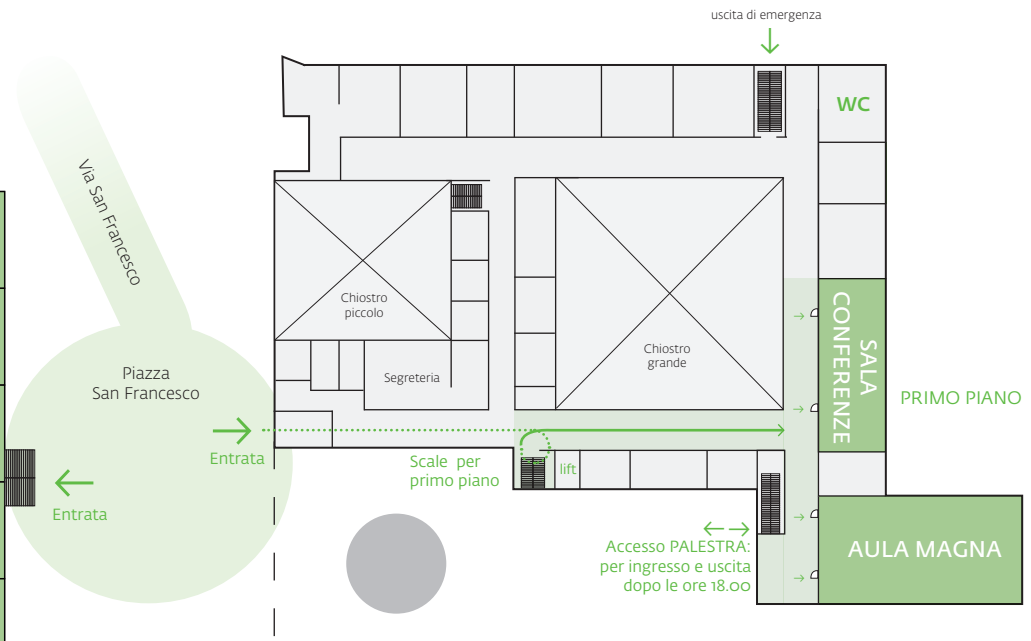 uscita di emergenza
WC
Via San Francesco
Chiostro
piccolo
Chiostro
grande
Segreteria
Piazza
San Francesco
SALA
CONFERENZE
PRIMO PIANO
Entrata
Entrata
Scale per
primo piano
lift
Accesso PALESTRA:
per ingresso e uscita
dopo le ore 18.00
AULA MAGNA